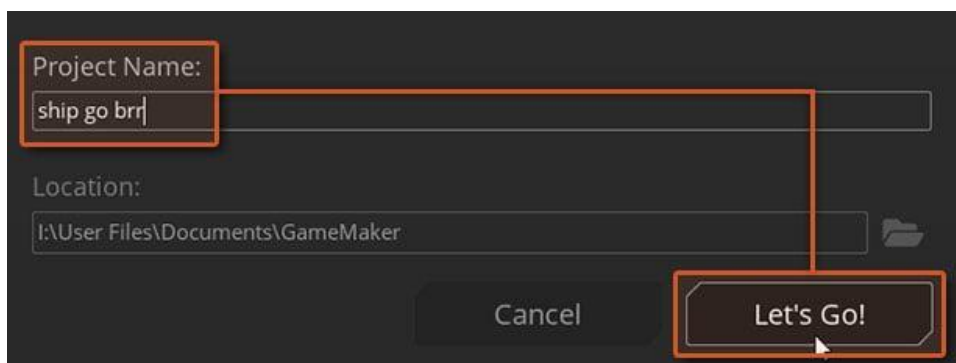 Project Name:
ship go brr
Location:
I:\User Files\Documents\GameMaker
Cancel
Let's Go!